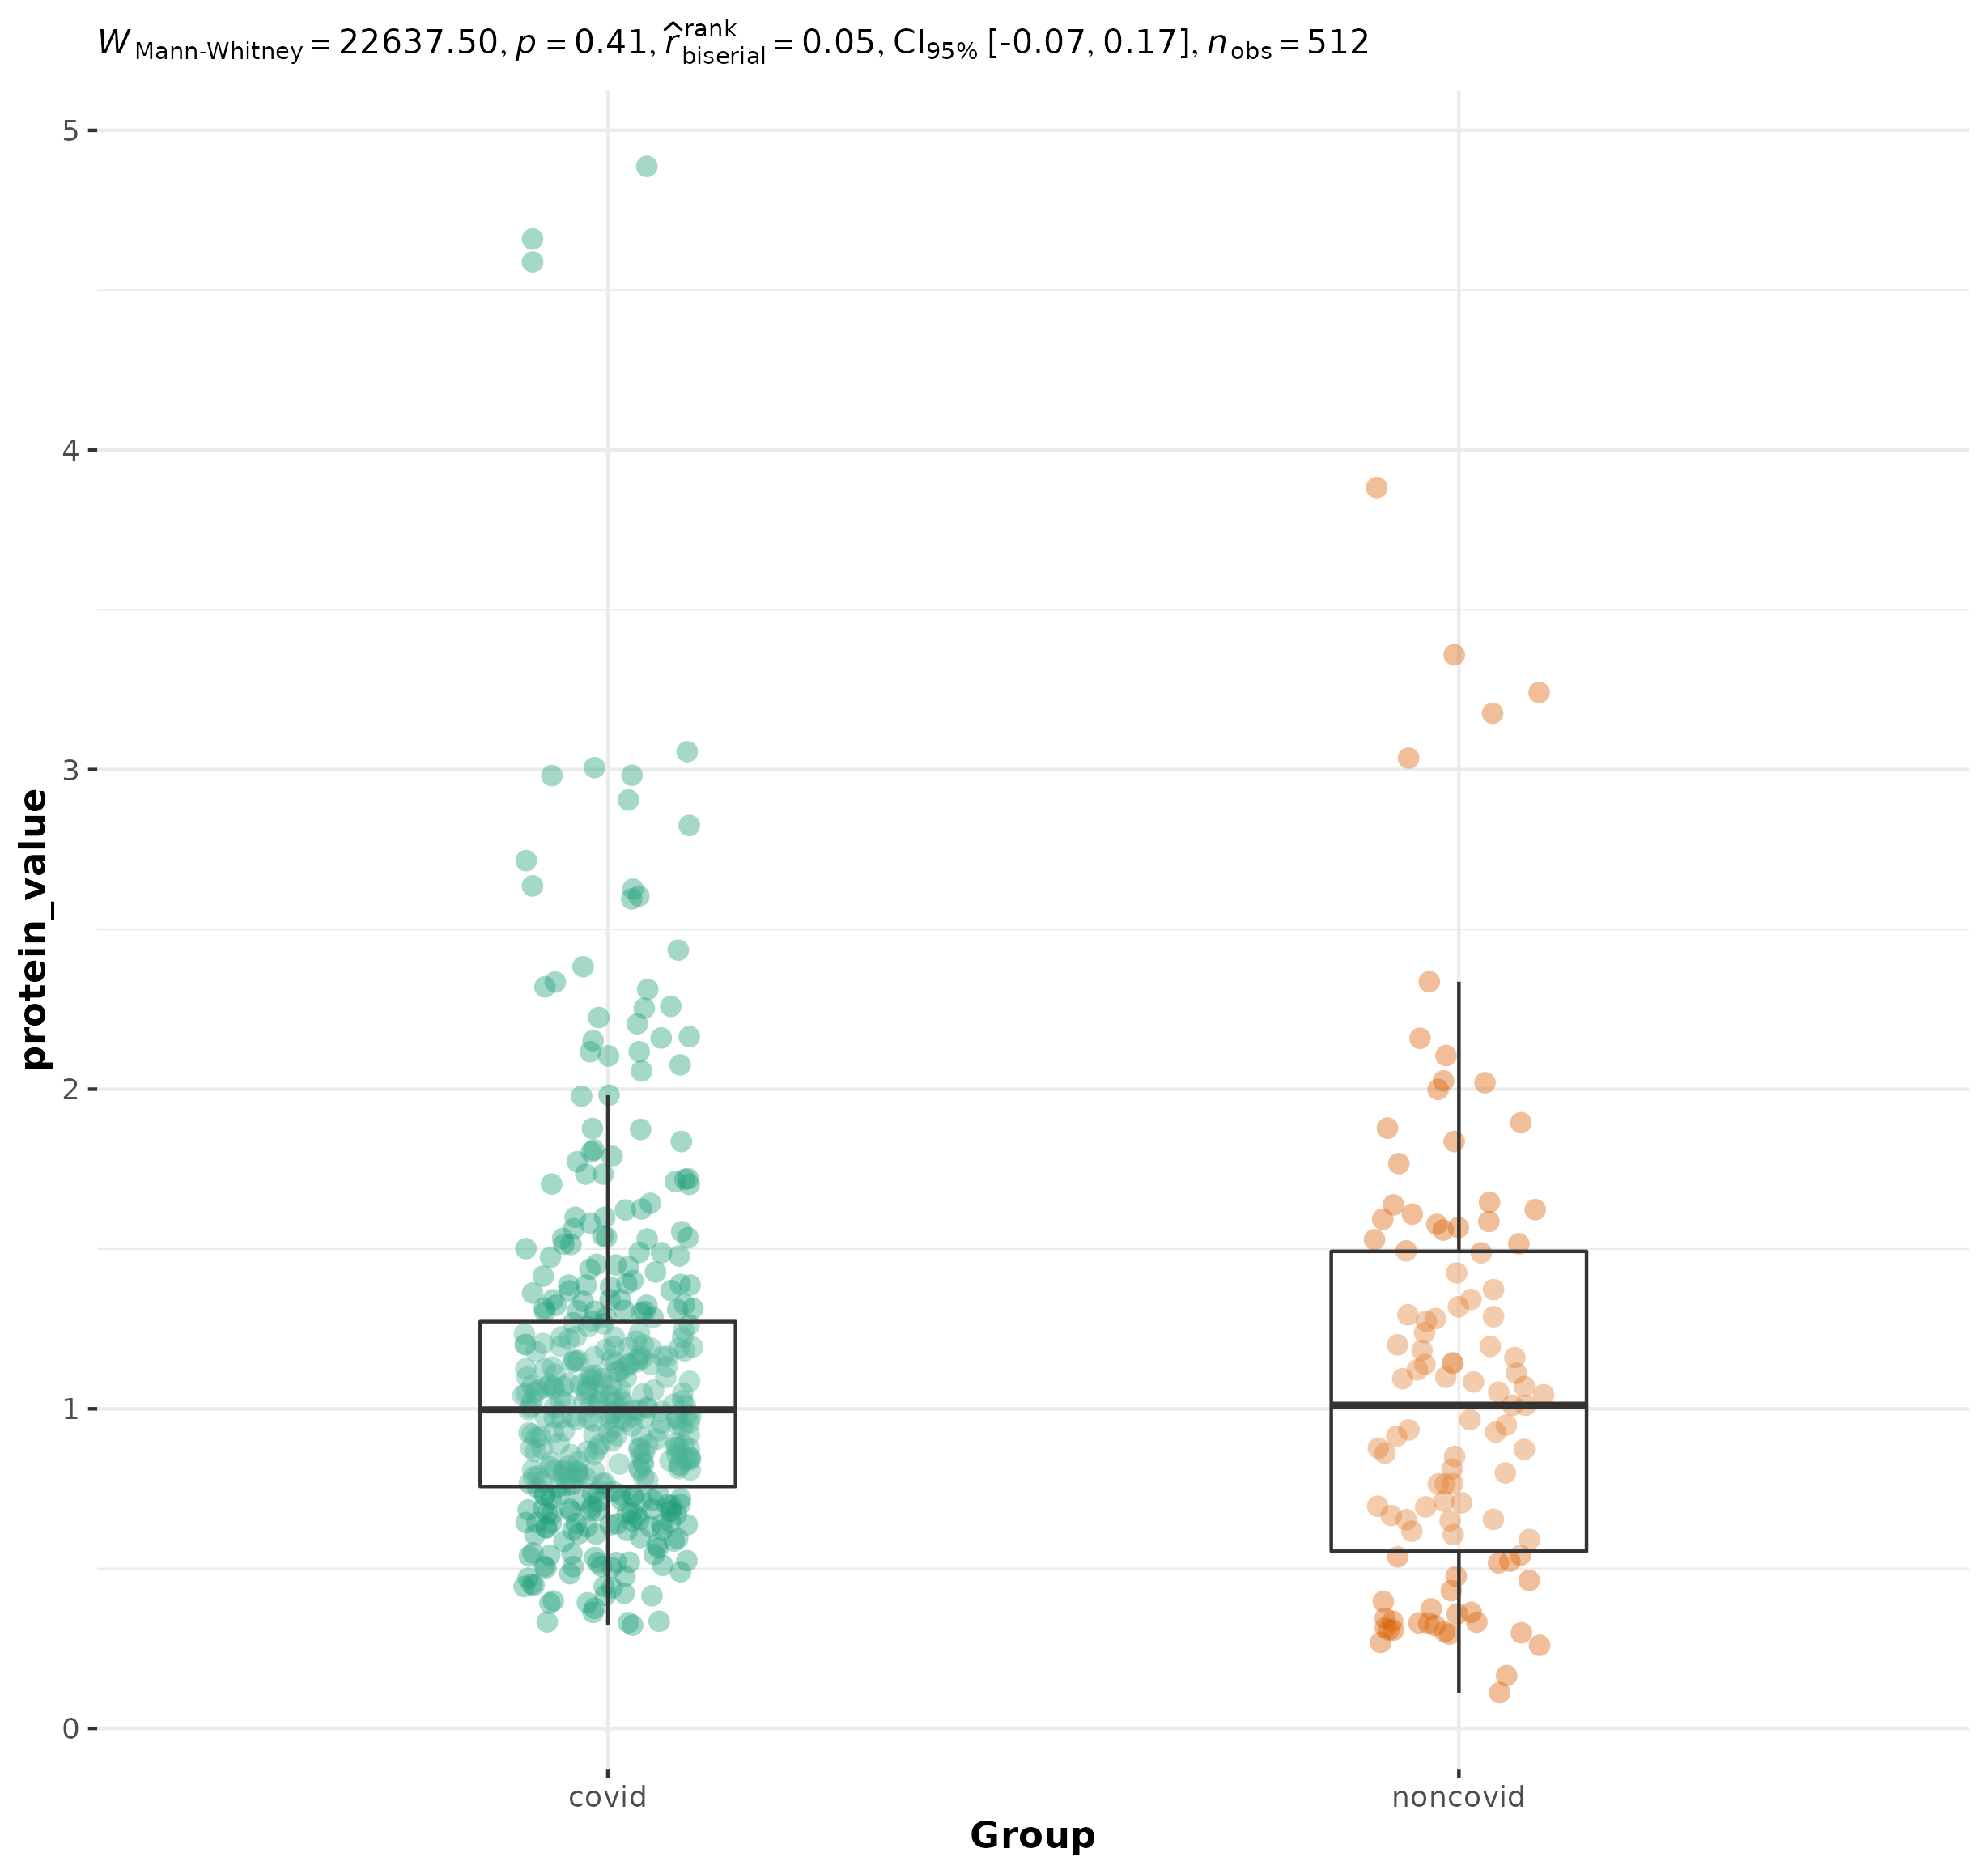 W Mann-Whitney = 22637.50, p = 0.41, r̂ rank biserial = 0.05, CI95% [-0.07, 0.17], n obs = 512
5
4
3
2
1
0
protein_value
covid
noncovid
Group